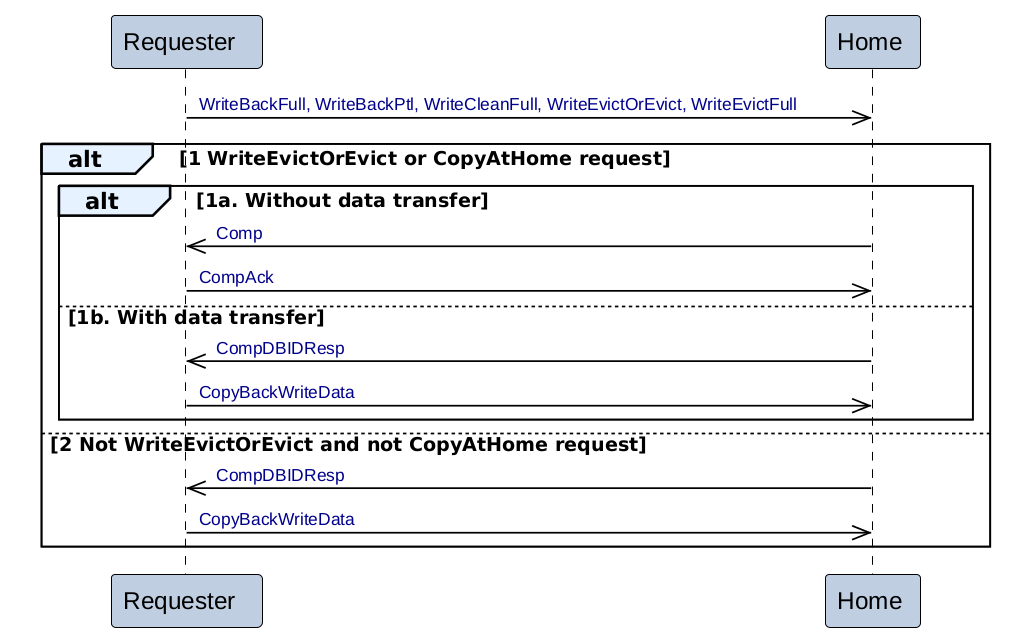 Requester
Home
WriteBackFull, WriteBackPtl, WriteCleanFull, WriteEvictOrEvict, WriteEvictFull
alt
[1 WriteEvictOrEvict or CopyAtHome request]
alt
[1a. Without data transfer]
Comp
CompAck
[1b. With data transfer]
CompDBIDResp
CopyBackWriteData
[2 Not WriteEvictOrEvict and not CopyAtHome request]
CompDBIDResp
CopyBackWriteData
Requester
Home